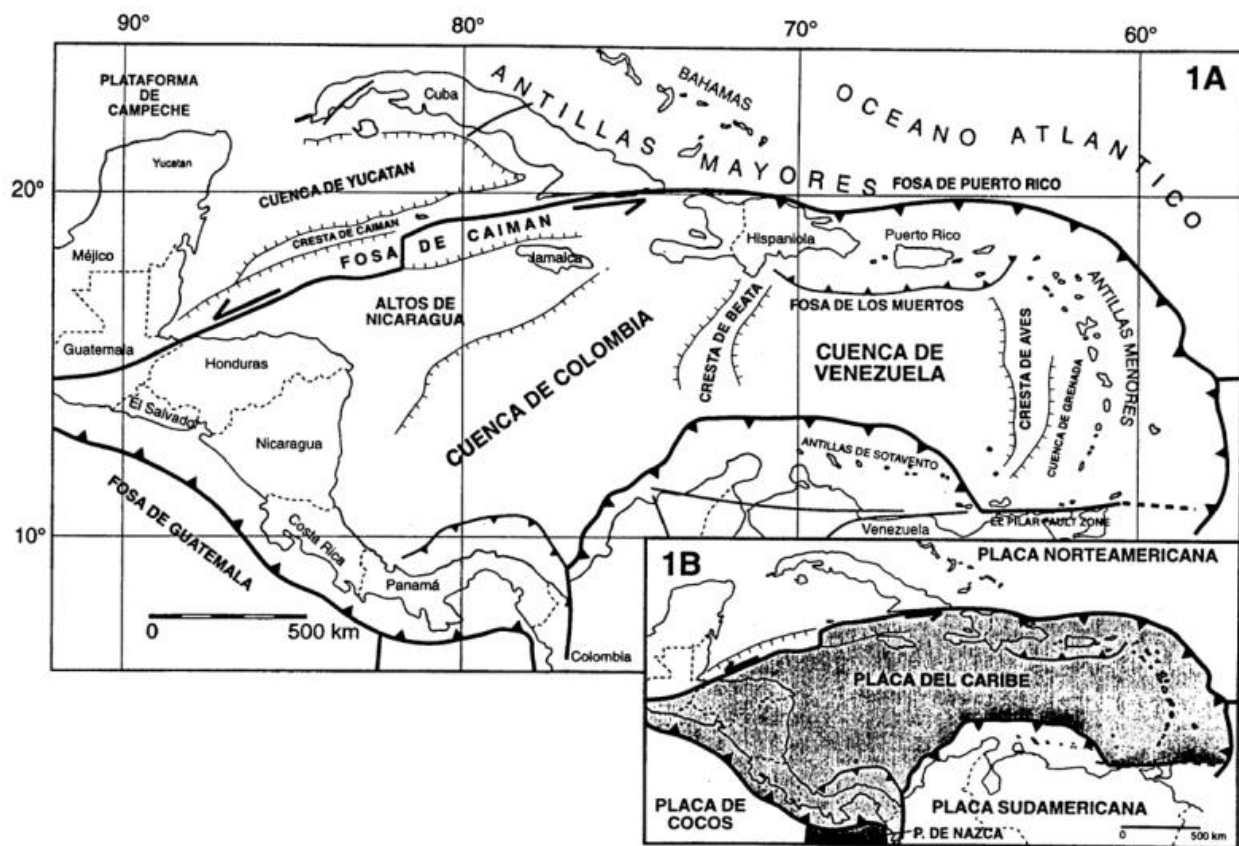 90°
80°
70°
60°
1A
PLATAFORMA
DE
CAMPECHE
Yucatan
Cuba
BAHAMAS
ANTILLAS MAYORES
OCEANO ATLANTICO
20°
CUENCA DE YUCATAN
FOSA DE PUERTO RICO
CRESTA DE CAIMAN
FOSA DE CAIMAN
Méjico
Jamaica
Hispaniola
Puerto Rico
ALTOS DE
NICARAGUA
FOSA DE LOS MUERTOS
ANTILLAS MENORES
Guatemala
Honduras
CUENCA DE COLOMBIA
CRESTA DE BEATA
CUENCA DE
VENEZUELA
CRESTA DE AVES
CUENCA DE GRENADA
El Salvador
Nicaragua
ANTILLAS DE SOTAVENTO
FOSA DE GUATEMALA
Costa Rica
Venezuela
EL PILAR FAULT ZONE
10°
Panamá
0 500 km
Colombia
1B
PLACA NORTEAMERICANA
PLACA DEL CARIBE
PLACA DE
COCOS
PLACA SUDAMERICANA
P. DE NAZCA
0 500 km